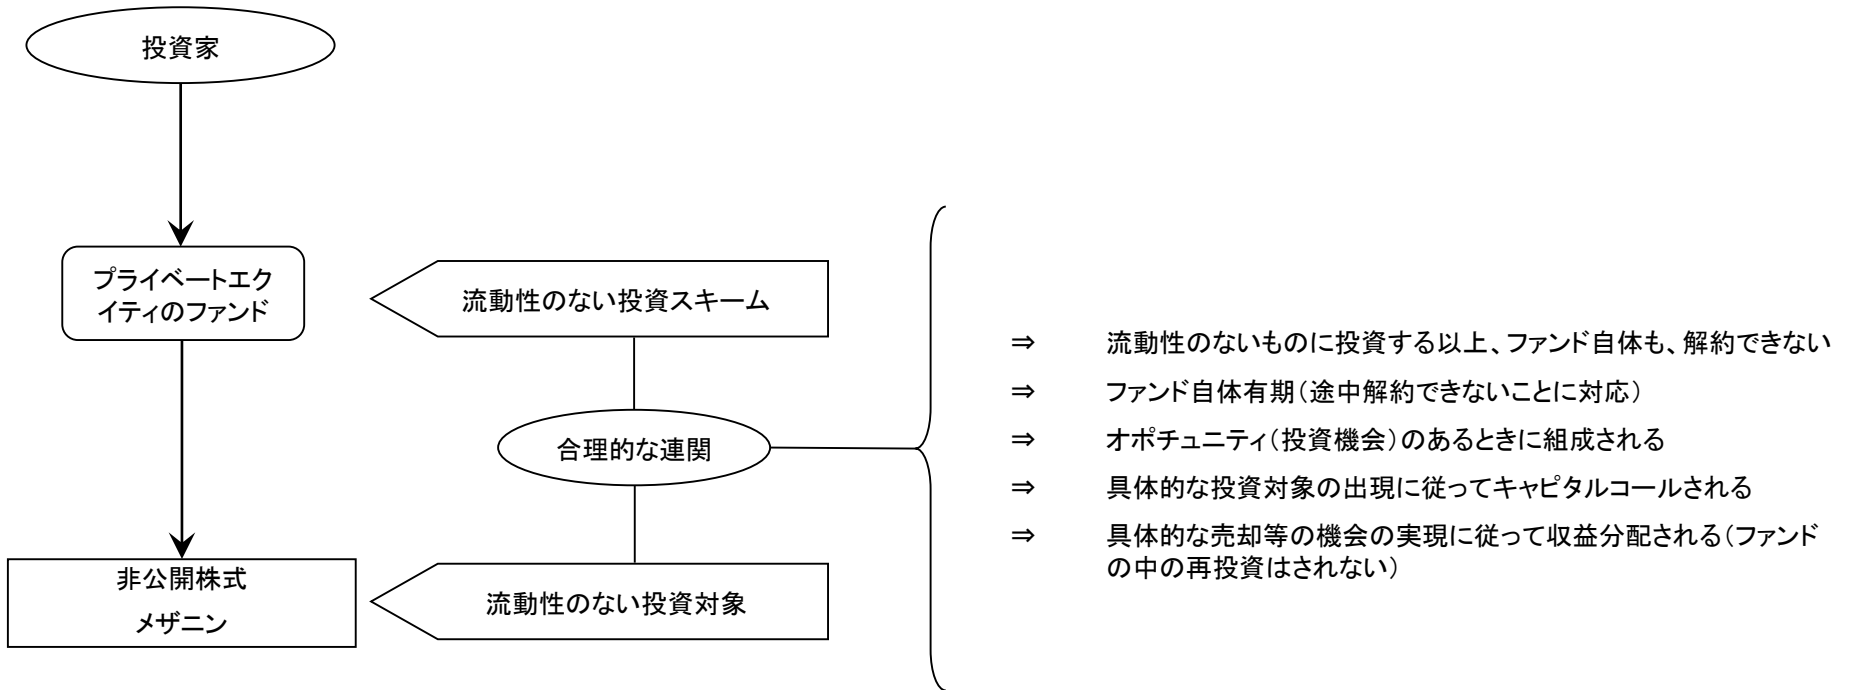 投資家
プライベートエク
イティのファンド
流動性のない投資スキーム
合理的な連関
非公開株式
メザニン
流動性のない投資対象
⇒ 流動性のないものに投資する以上、ファンド自体も、解約できない
⇒ ファンド自体有期（途中解約できないことに対応）
⇒ オポチュニティ（投資機会）のあるときに組成される
⇒ 具体的な投資対象の出現に従ってキャピタルコールされる
⇒ 具体的な売却等の機会の実現に従って収益分配される（ファンド
の中の再投資はされない）